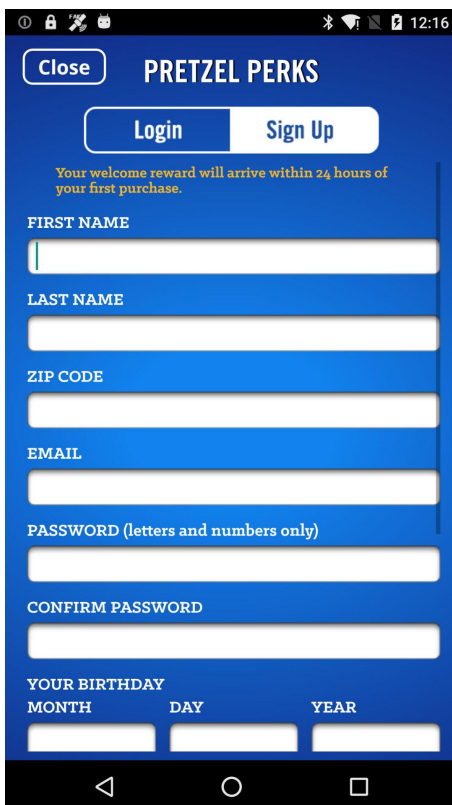 12:16
Close
PRETZEL PERKS
Login
Sign Up
Your welcome reward will arrive within 24 hours of
your first purchase.
FIRST NAME
LAST NAME
ZIP CODE
EMAIL
PASSWORD (letters and numbers only)
CONFIRM PASSWORD
YOUR BIRTHDAY
MONTH DAY YEAR